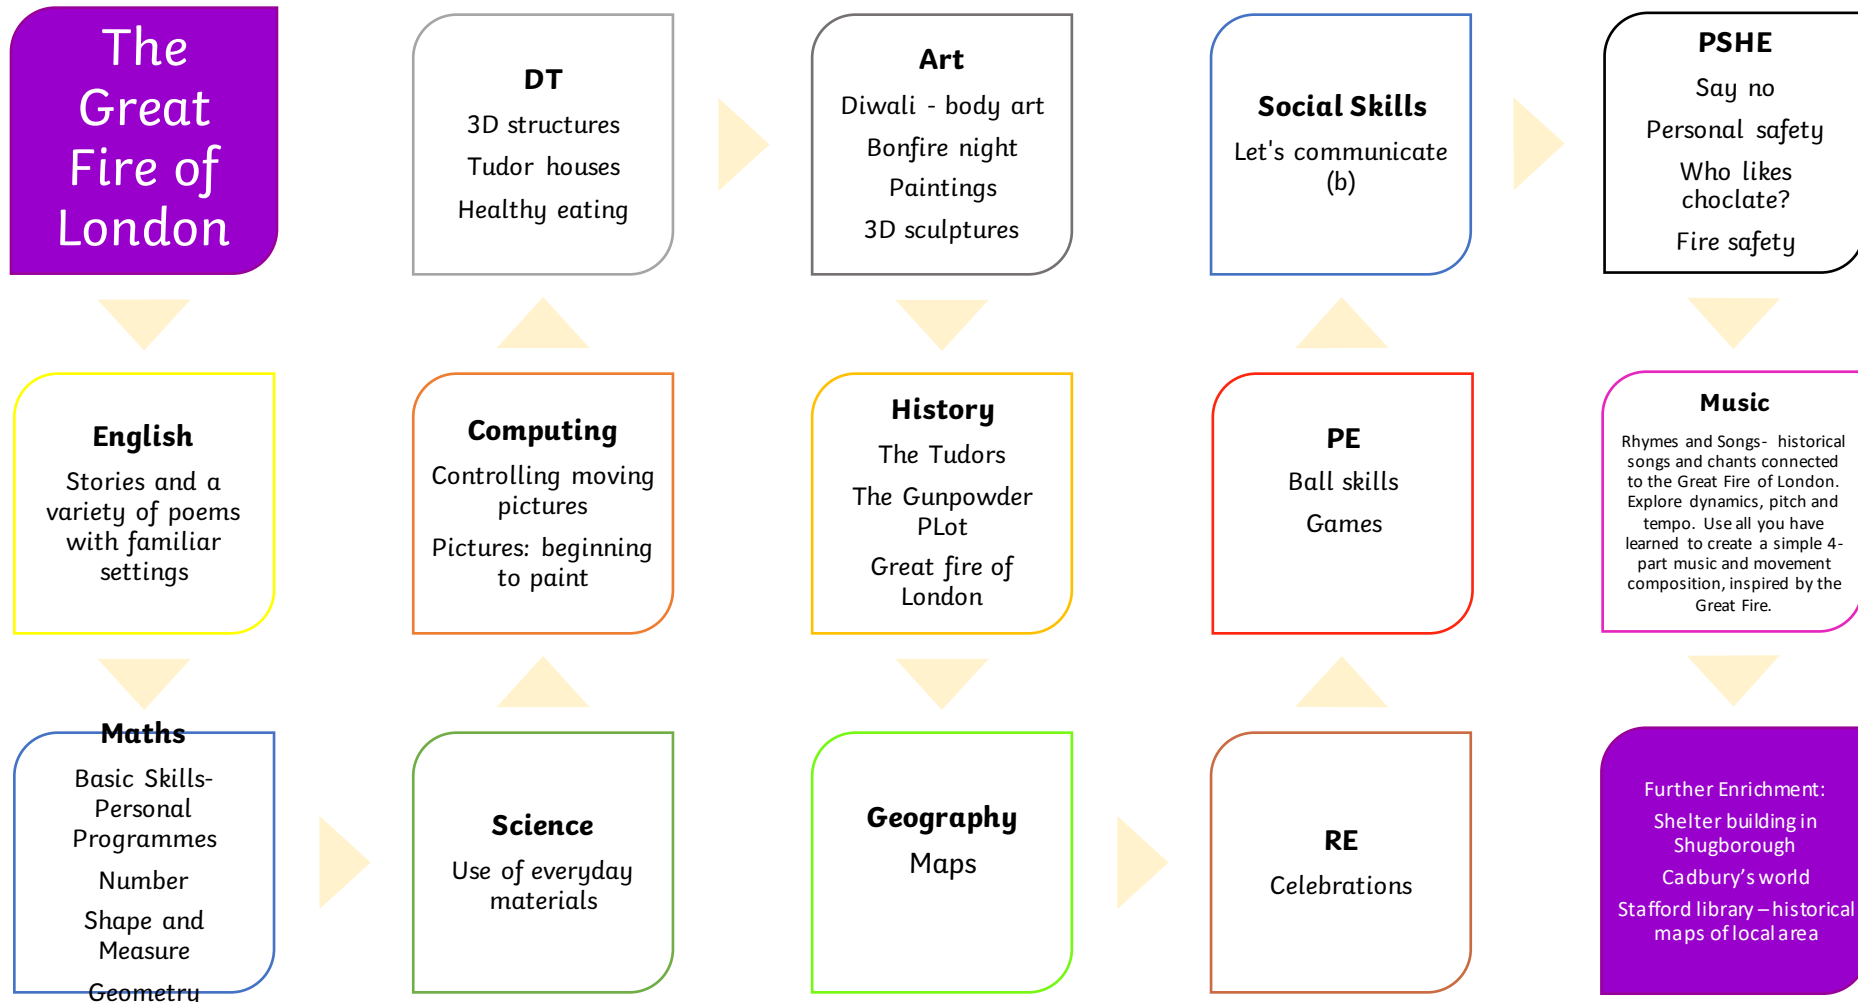 The
Great
Fire of
London
English
Stories and a
variety of poems
with familiar
settings
Maths
Basic Skills-
Personal
Programmes
Number
Shape and
Measure
Geometry
Science
Use of everyday
materials
Computing
Controlling moving
pictures
Pictures: beginning
to paint
DT
3D structures
Tudor houses
Healthy eating
Art
Diwali - body art
Bonfire night
Paintings
3D sculptures
History
The Tudors
The Gunpowder
PLot
Great fire of
London
Geography
Maps
RE
Celebrations
PE
Ball skills
Games
Social Skills
Let's communicate
(b)
PSHE
Say no
Personal safety
Who likes
choclate?
Fire safety
Music
Rhymes and Songs- historical
songs and chants connected
to the Great Fire of London.
Explore dynamics, pitch and
tempo. Use all you have
learned to create a simple 4-
part music and movement
composition, inspired by the
Great Fire.
Further Enrichment:
Shelter building in
Shugborough
Cadbury’s world
Stafford library – historical
maps of local area